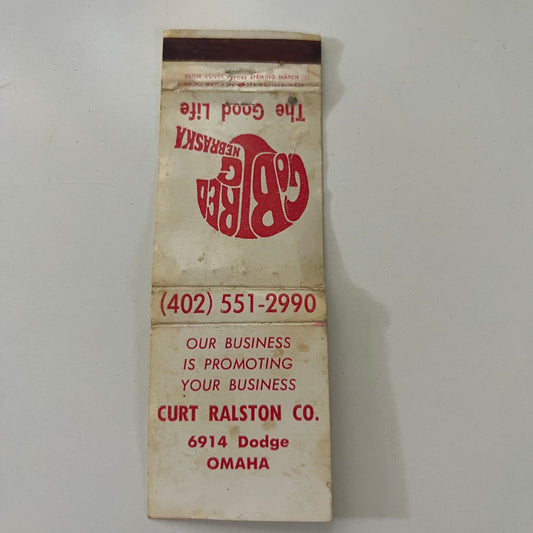 CLOSE COVER BEFORE STRIKING MATCH
The Good Life
GO BIG RED
NEBRASKA
(402) 551-2990
OUR BUSINESS
IS PROMOTING
YOUR BUSINESS
CURT RALSTON CO.
6914 Dodge
OMAHA